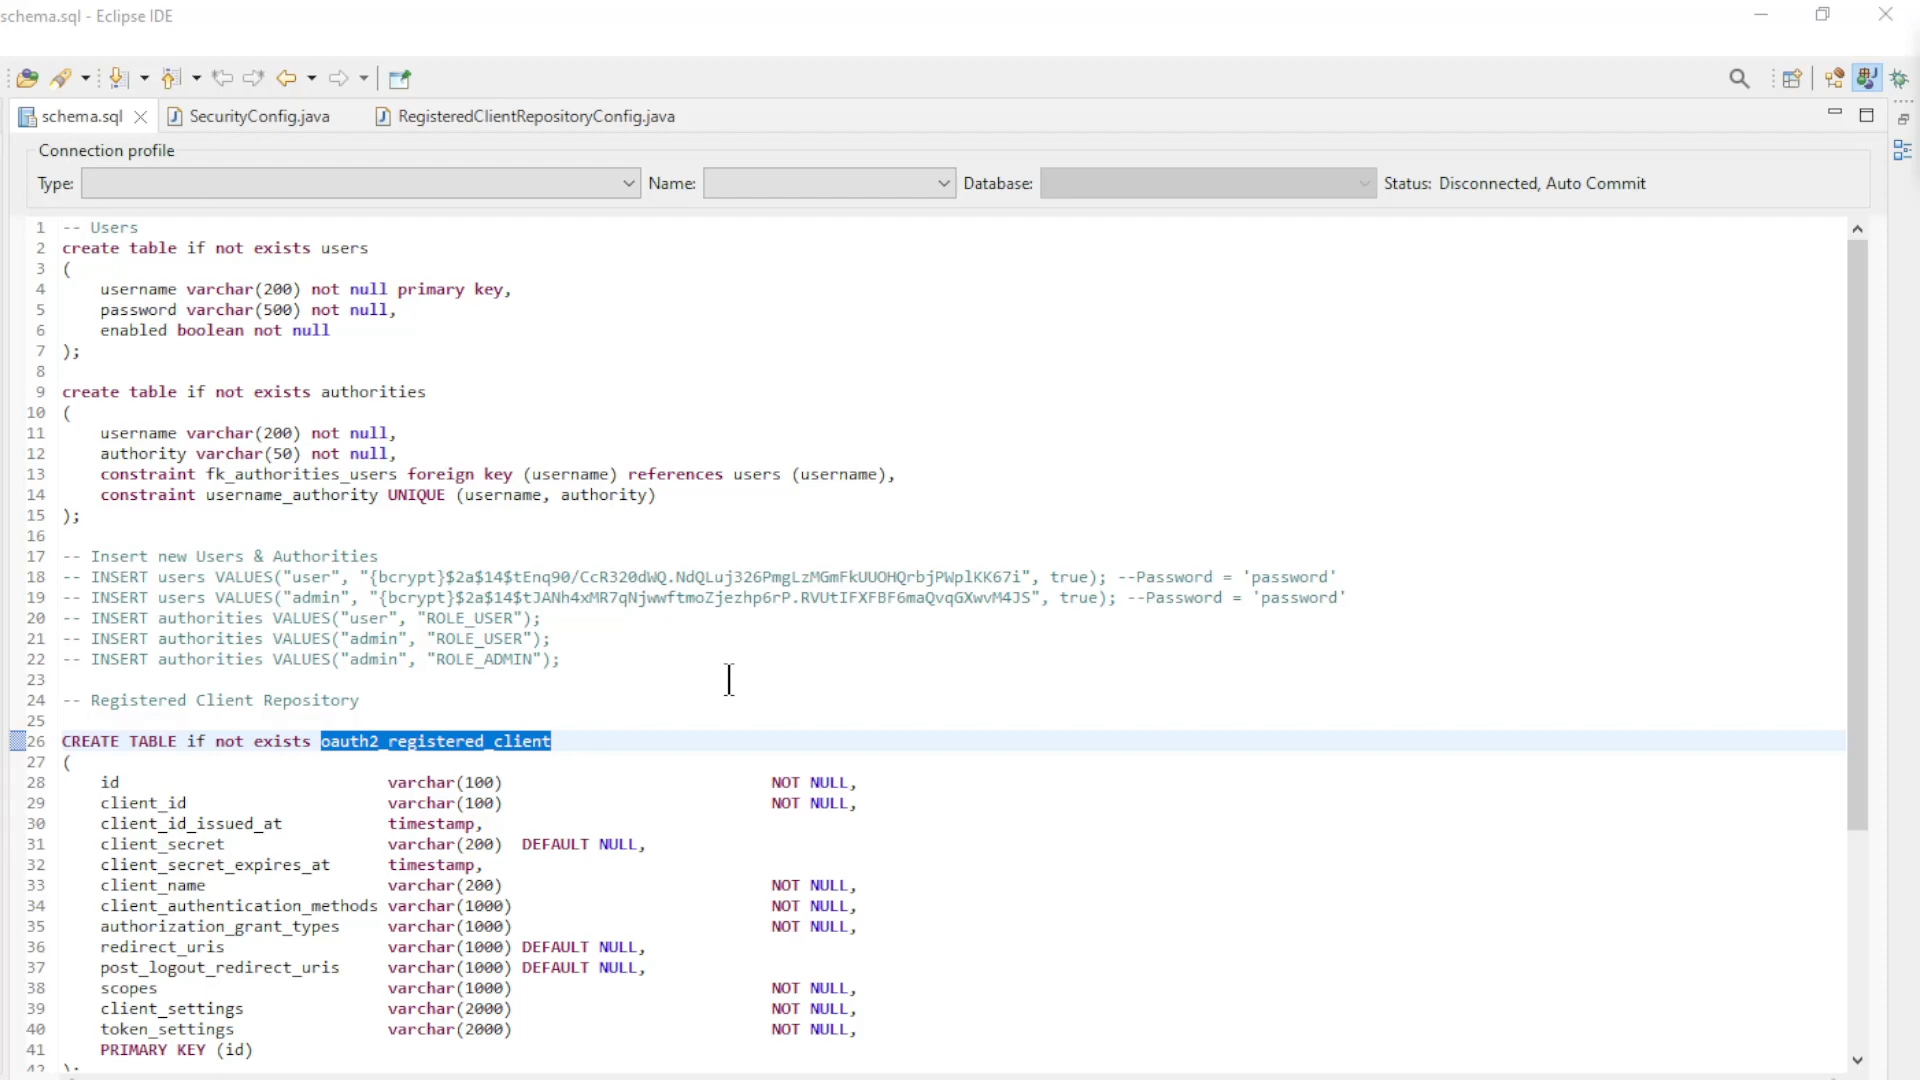 schema.sql - Eclipse IDE
schema.sql SecurityConfig.java RegisteredClientRepositoryConfig.java
Connection profile
Type: Name: Database: Status: Disconnected, Auto Commit
1 -- Users
2 create table if not exists users
3 (
4 username varchar(200) not null primary key,
5 password varchar(500) not null,
6 enabled boolean not null
7 );
8
9 create table if not exists authorities
10 (
11 username varchar(200) not null,
12 authority varchar(50) not null,
13 constraint fk_authorities_users foreign key (username) references users (username),
14 constraint username_authority UNIQUE (username, authority)
15 );
16
17 -- Insert new Users & Authorities
18 -- INSERT users VALUES("user", "{bcrypt}$2a$14$tEnq90/CcR320dWQ.NdQLuj326PmgLzMGmFkUUOHQrbjPWplKK67i", true); --Password = 'password'
19 -- INSERT users VALUES("admin", "{bcrypt}$2a$14$tJANh4xMR7qNjwwftmoZjezhp6rP.RVUtIFXFBF6maQvqGXwvM4JS", true); --Password = 'password'
20 -- INSERT authorities VALUES("user", "ROLE_USER");
21 -- INSERT authorities VALUES("admin", "ROLE_USER");
22 -- INSERT authorities VALUES("admin", "ROLE_ADMIN");
23
24 -- Registered Client Repository
25
26 CREATE TABLE if not exists oauth2_registered_client
27 (
28 id varchar(100) NOT NULL,
29 client_id varchar(100) NOT NULL,
30 client_id_issued_at timestamp,
31 client_secret varchar(200) DEFAULT NULL,
32 client_secret_expires_at timestamp,
33 client_name varchar(200) NOT NULL,
34 client_authentication_methods varchar(1000) NOT NULL,
35 authorization_grant_types varchar(1000) NOT NULL,
36 redirect_uris varchar(1000) DEFAULT NULL,
37 post_logout_redirect_uris varchar(1000) DEFAULT NULL,
38 scopes varchar(1000) NOT NULL,
39 client_settings varchar(2000) NOT NULL,
40 token_settings varchar(2000) NOT NULL,
41 PRIMARY KEY (id)
42 );